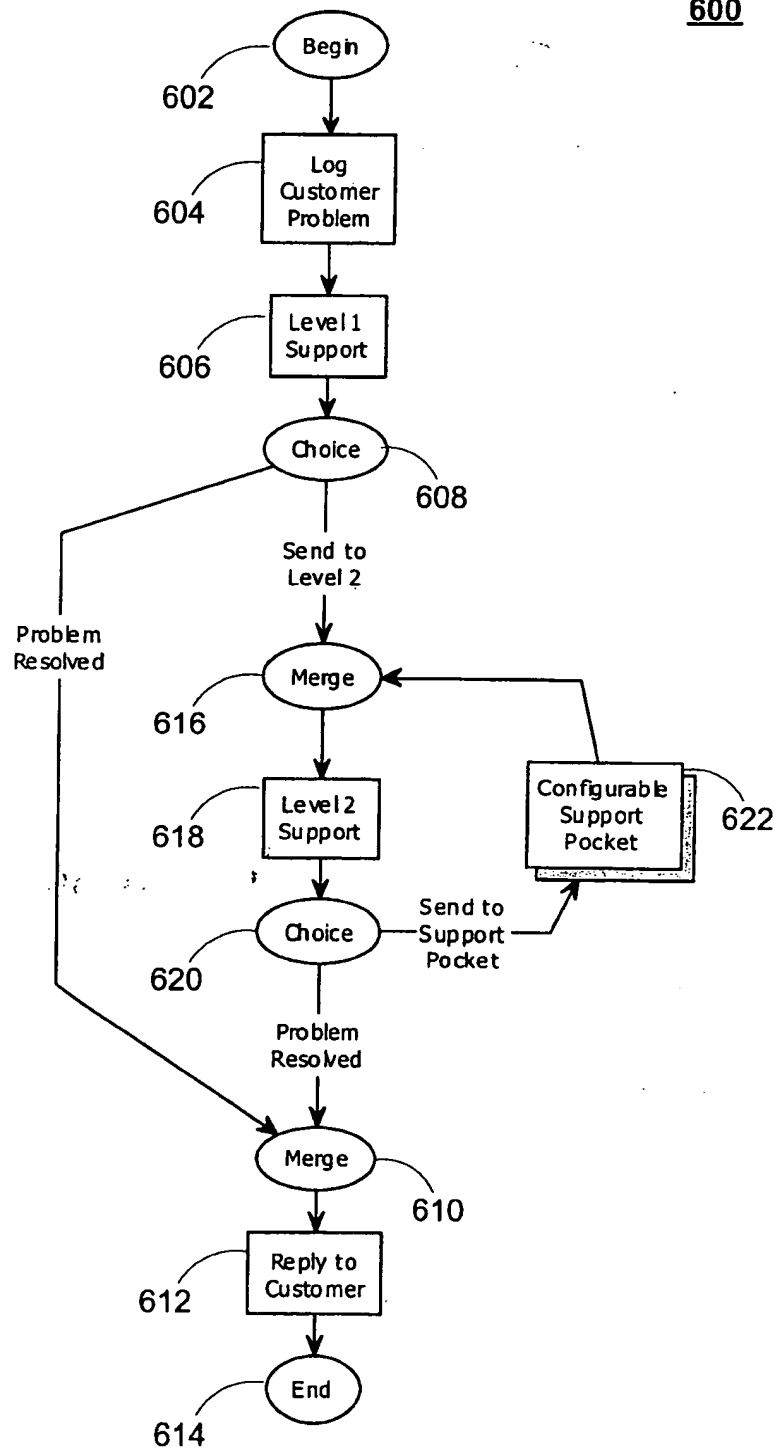 600
Begin
602
Log
Customer
Problem
604
Level 1
Support
606
Choice
608
Send to
Level 2
Problem
Resolved
Merge
616
Level 2
Support
618
Configurable
Support
Pocket
622
Choice
620
Send to
Support
Pocket
Problem
Resolved
Merge
610
Reply to
Customer
612
End
614